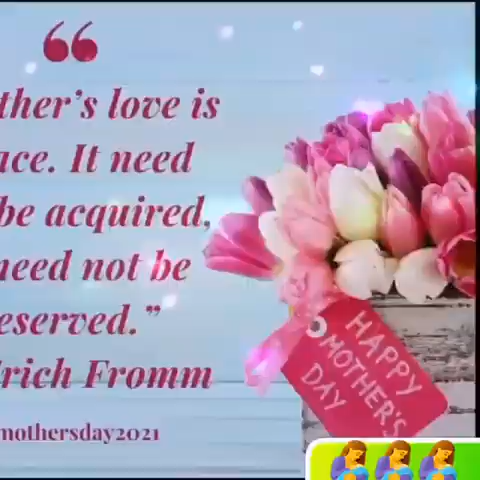 “
ther’s love is
ace. It need
be acquired,
need not be
eserved.”
rich Fromm
mothersday2021
HAPPY
MOTHER'S
DAY